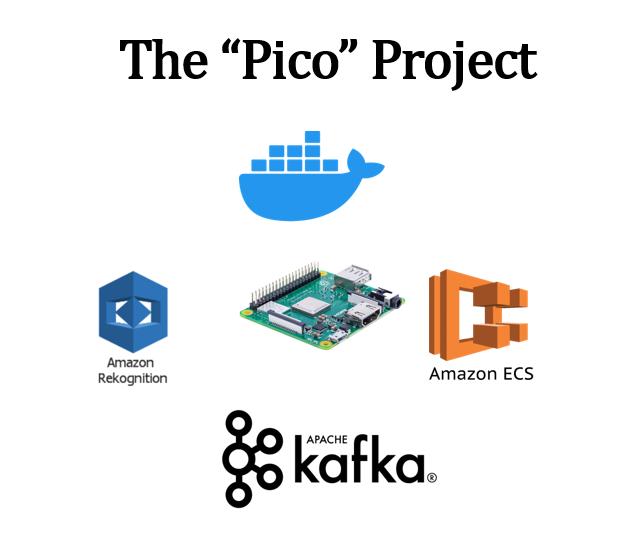 The “Pico” Project
Amazon
Rekognition
Amazon ECS
APACHE
kafka®